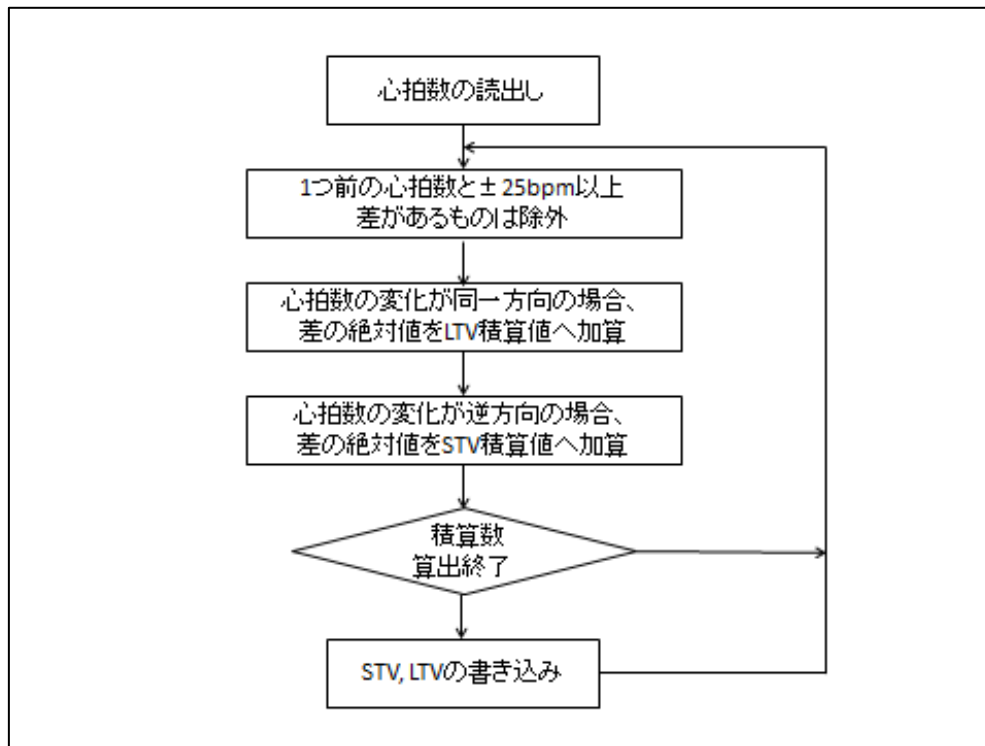 心拍数の読出し
1つ前の心拍数と±25bpm以上
差があるものは除外
心拍数の変化が同一方向の場合、
差の絶対値をLTV積算値へ加算
心拍数の変化が逆方向の場合、
差の絶対値をSTV積算値へ加算
積算数
算出終了
STV, LTVの書き込み